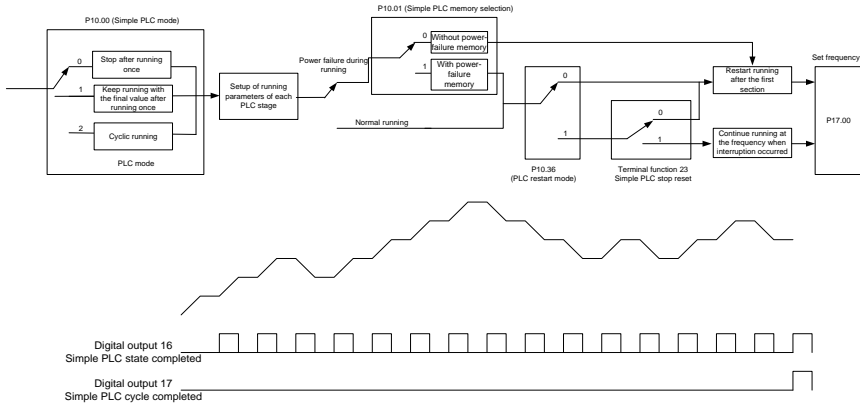 P10.00 (Simple PLC mode)
0
Stop after running
once
1
Keep running with
the final value after
running once
2
Cyclic running
PLC mode
Setup of running
parameters of each
PLC stage
Power failure during
running
Normal running
P10.01 (Simple PLC memory selection)
0
Without power-
failure memory
1
With power-
failure memory
0
1
P10.36
(PLC restart mode)
0
1
Terminal function 23
Simple PLC stop reset
Restart running
after the first
section
Continue running at
the frequency when
interruption occurred
Set frequency
P17.00
Digital output 16
Simple PLC state completed
Digital output 17
Simple PLC cycle completed